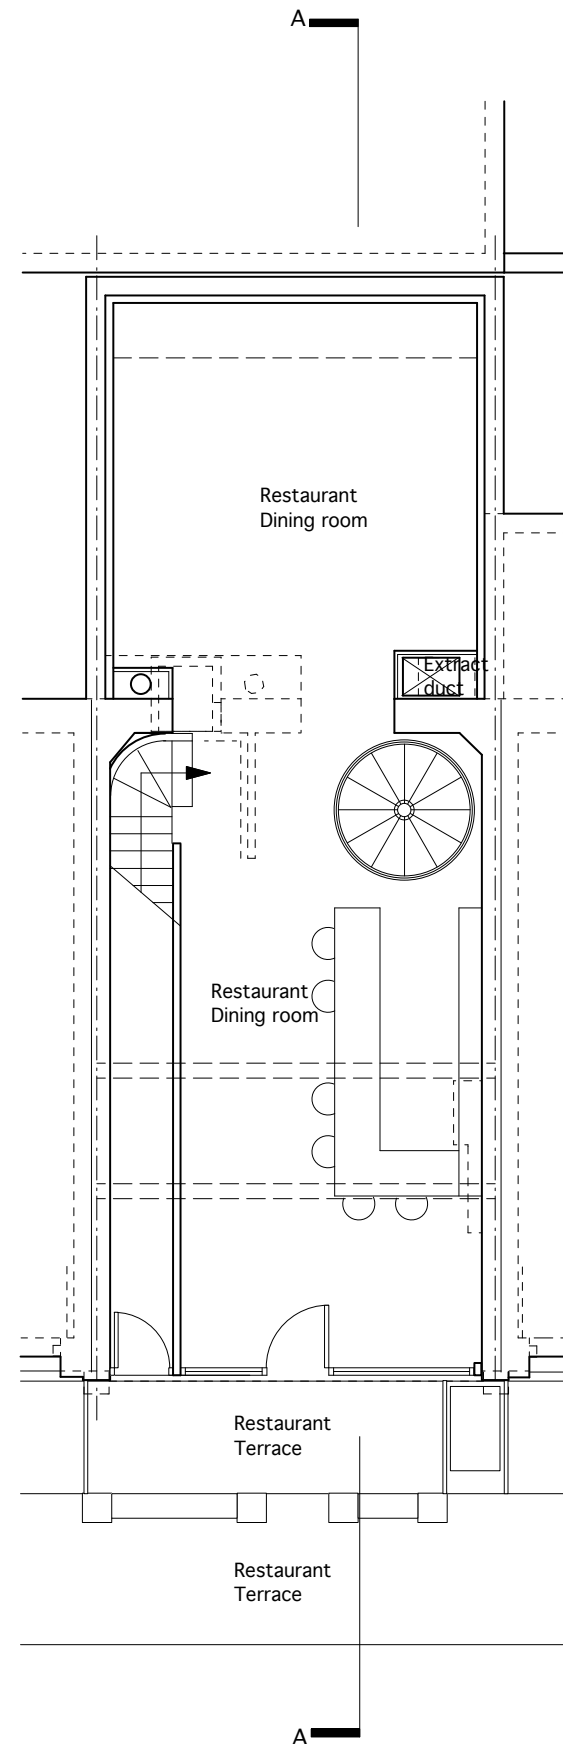 A
Restaurant
Dining room
Extract
duct
Restaurant
Dining room
Restaurant
Terrace
Restaurant
Terrace
A